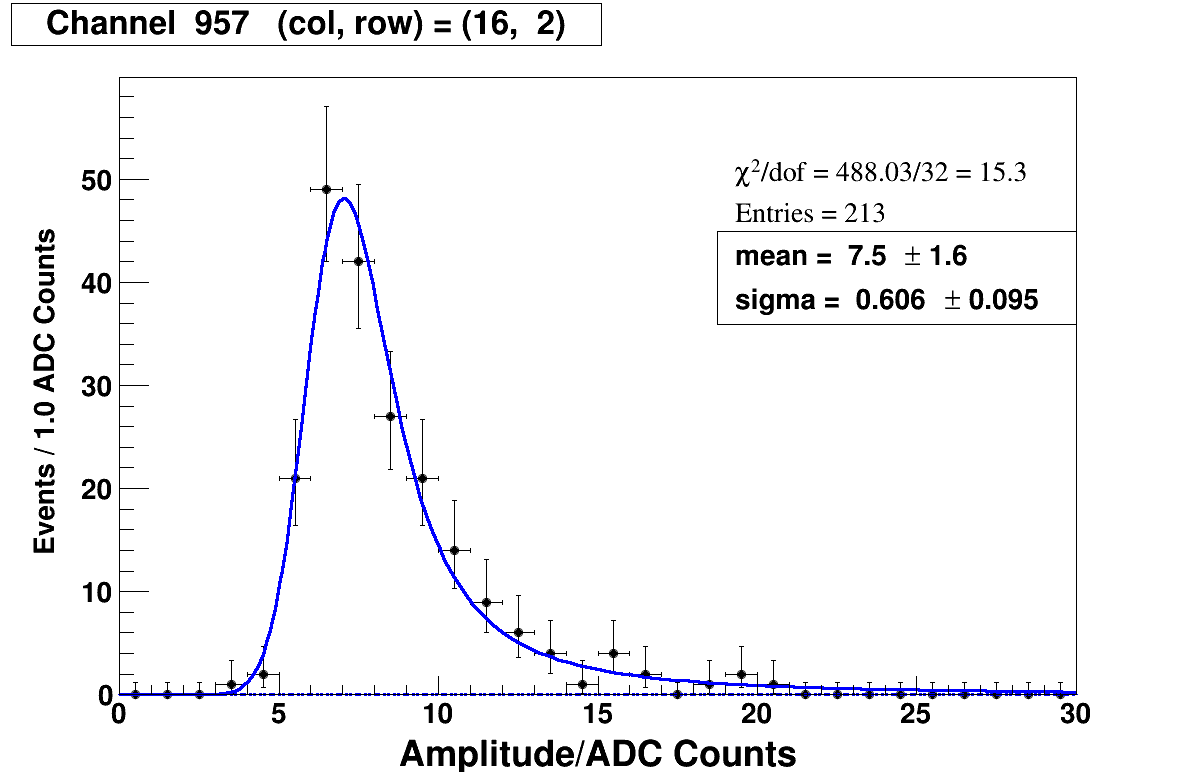 Channel 957 (col, row) = (16, 2)
χ²/dof = 488.03/32 = 15.3
Entries = 213
mean = 7.5 ± 1.6
sigma = 0.606 ± 0.095
Events / 1.0 ADC Counts
50
40
30
20
10
0
0 5 10 15 20 25 30
Amplitude/ADC Counts